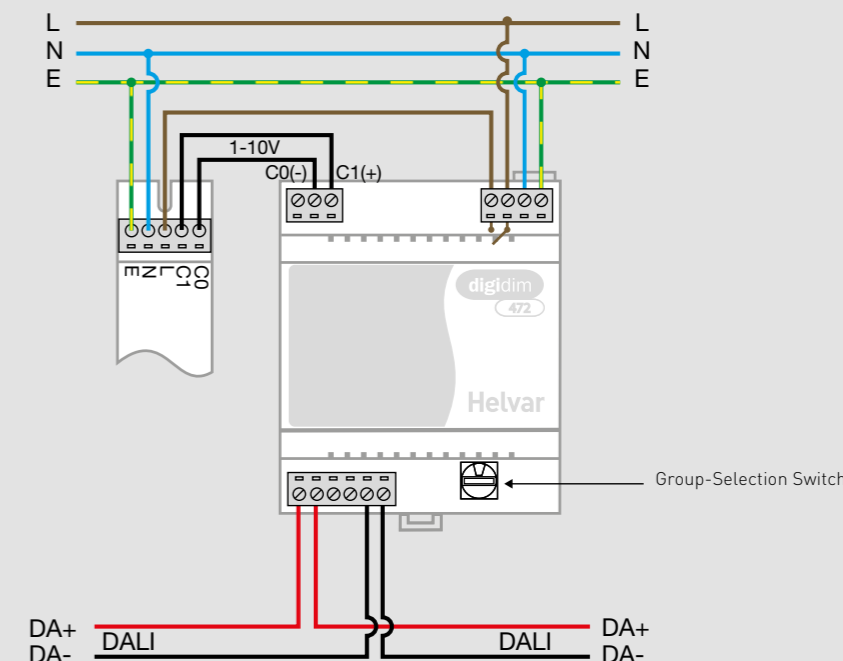 L L
N N
E E
1-10V
C0(-) C1(+)
E N L C1 C0
digidim
472
Helvar
Group-Selection Switch
DA+ DA+
DALI DALI
DA- DA-